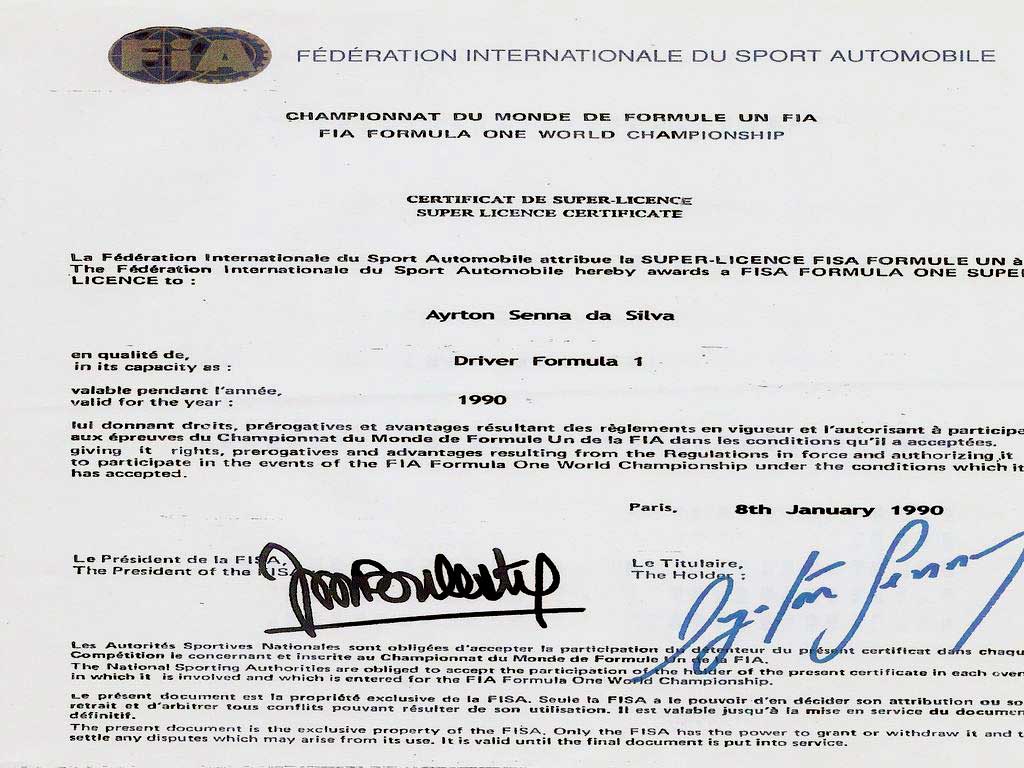 FiA
FÉDÉRATION INTERNATIONALE DU SPORT AUTOMOBILE
CHAMPIONNAT DU MONDE DE FORMULE UN FIA
FIA FORMULA ONE WORLD CHAMPIONSHIP
CERTIFICAT DE SUPER-LICENCE
SUPER LICENCE CERTIFICATE
La Fédération Internationale du Sport Automobile attribue la SUPER-LICENCE FISA FORMULE UN à
The Fédération Internationale du Sport Automobile hereby awards a FISA FORMULA ONE SUPER
LICENCE to :
Ayrton Senna da Silva
en qualité de,
in its capacity as :
Driver Formula 1
valable pendant l'année,
valid for the year :
1990
lui donnant droits, prérogatives et avantages résultant des règlements en vigueur et l'autorisant à participe
aux épreuves du Championnat du Monde de Formule Un de la FIA dans les conditions qu'il a acceptées.
giving it rights, prerogatives and advantages resulting from the Regulations in force and authorizing it
to participate in the events of the FIA Formula One World Championship under the conditions which it
has accepted.
Paris, 8th January 1990
Le Président de la FISA,
The President of the FISA
Le Titulaire,
The Holder :
Ayrton Senna
Les Autorités Sportives Nationales sont obligées d'accepter la participation du détenteur du présent certificat dans chaqu
Compétition le concernant et inscrite au Championnat du Monde de Formule Un de la FIA.
The National Sporting Authorities are obliged to accept the participation of the holder of the present certificate in each even
in which it is involved and which is entered for the FIA Formula One World Championship.
Le présent document est la propriété exclusive de la FISA. Seule la FISA a le pouvoir d'en décider son attribution ou so
retrait et d'arbitrer tous conflits pouvant résulter de son utilisation. Il est valable jusqu'à la mise en service du docume
définitif.
The present document is the exclusive property of the FISA. Only the FISA has the power to grant or withdraw it and t
settle any disputes which may arise from its use. It is valid until the final document is put into service.